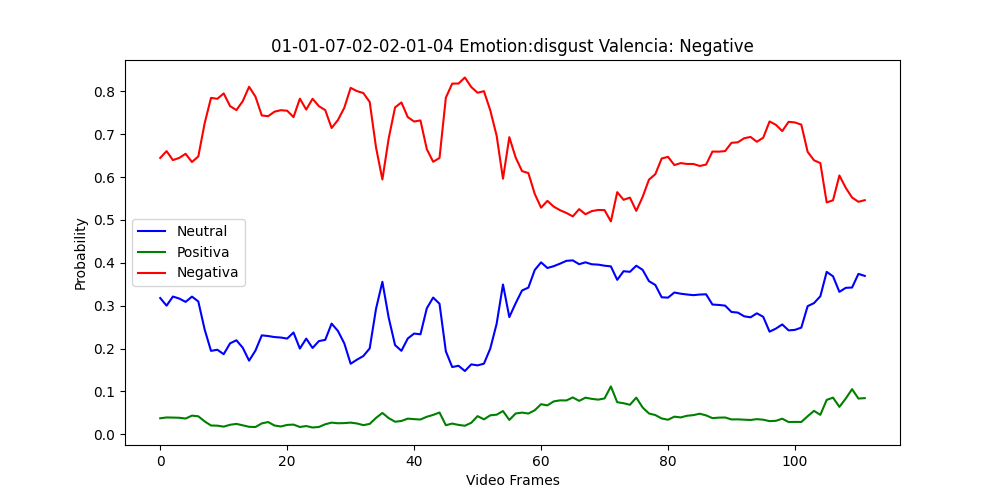 01-01-07-02-02-01-04 Emotion:disgust Valencia: Negative
0.8
0.7
0.6
0.5
0.4
0.3
0.2
0.1
0.0
Probability
Neutral
Positiva
Negativa
0 20 40 60 80 100
Video Frames